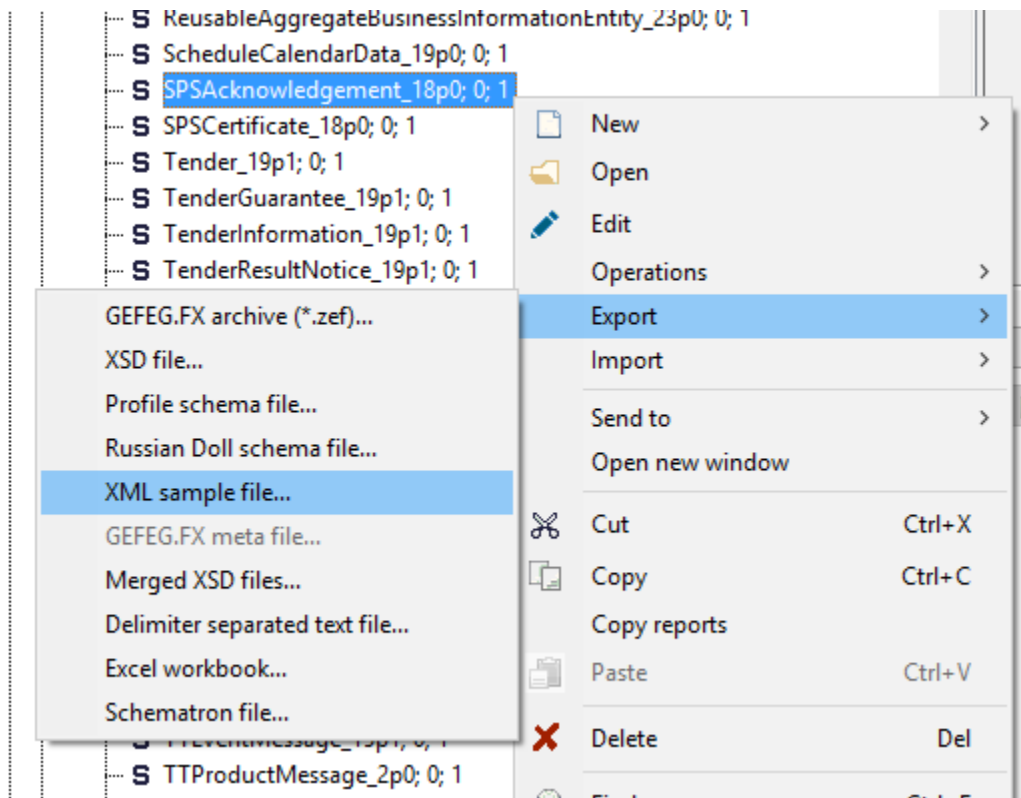 S ReusableAggregateBusinessInformationEntity_23p0; 0; 1
S ScheduleCalendarData_19p0; 0; 1
S SPSAcknowledgement_18p0; 0; 1
S SPSCertificate_18p0; 0; 1
S Tender_19p1; 0; 1
S TenderGuarantee_19p1; 0; 1
S TenderInformation_19p1; 0; 1
S TenderResultNotice_19p1; 0; 1
New
Open
Edit
Operations
Export
Import
Send to
Open new window
Cut Ctrl+X
Copy Ctrl+C
Copy reports
Paste Ctrl+V
Delete Del
GEFEG.FX archive (*.zef)...
XSD file...
Profile schema file...
Russian Doll schema file...
XML sample file...
GEFEG.FX meta file...
Merged XSD files...
Delimiter separated text file...
Excel workbook...
Schematron file...
S TTProductMessage_2p0; 0; 1